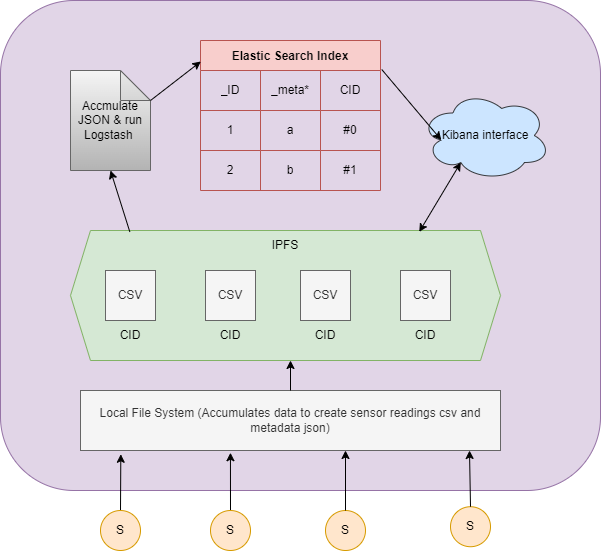 Elastic Search Index
_ID _meta* CID
1 a #0
2 b #1
Accmulate
JSON & run
Logstash
Kibana interface
IPFS
CSV CSV CSV CSV
CID CID CID CID
Local File System (Accumulates data to create sensor readings csv and
metadata json)
S S S S